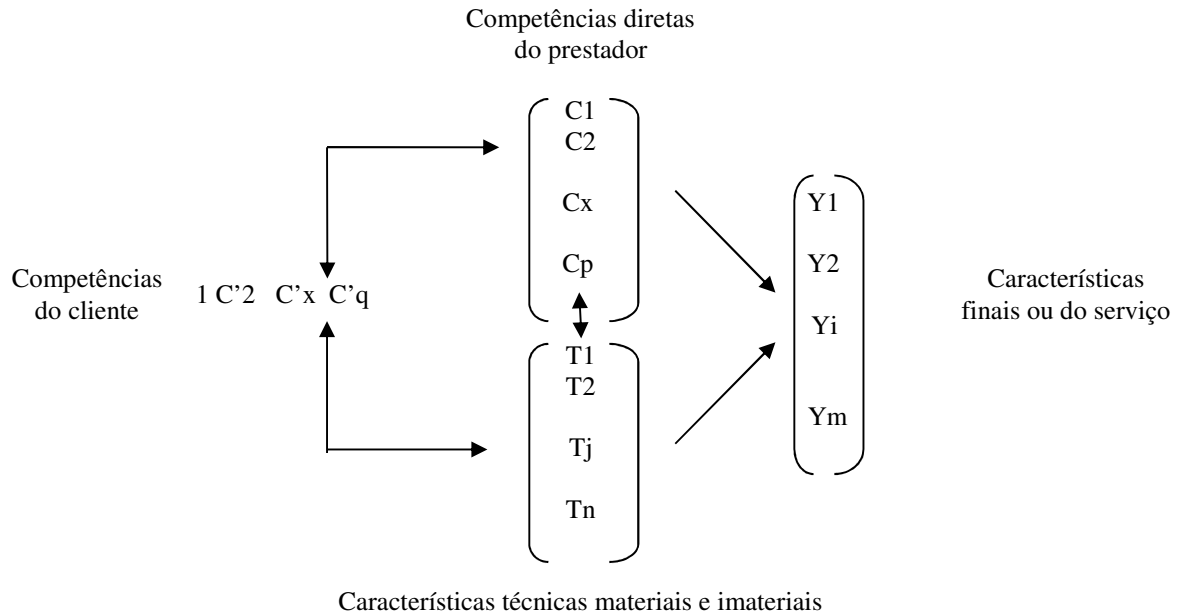 Competências diretas
do prestador
C1
C2
Cx
Cp
Competências
do cliente
1 C’2 C’x C’q
T1
T2
Tj
Tn
Y1
Y2
Yi
Ym
Características
finais ou do serviço
Características técnicas materiais e imateriais